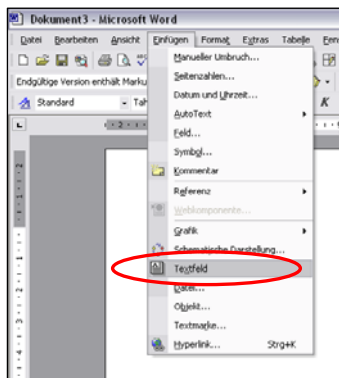 Dokument3 - Microsoft Word
Datei Bearbeiten Ansicht Einfügen Format Extras Tabelle
Manueller Umbruch...
Seitenzahlen...
Endgültige Version enthält Marku
Datum und Uhrzeit...
Standard
AutoText
K
Feld...
Symbol...
Kommentar
Referenz
Webkomponente...
Grafik
Schematische Darstellung...
Textfeld
Datei...
Objekt...
Textmarke...
Hyperlink... Strg+K